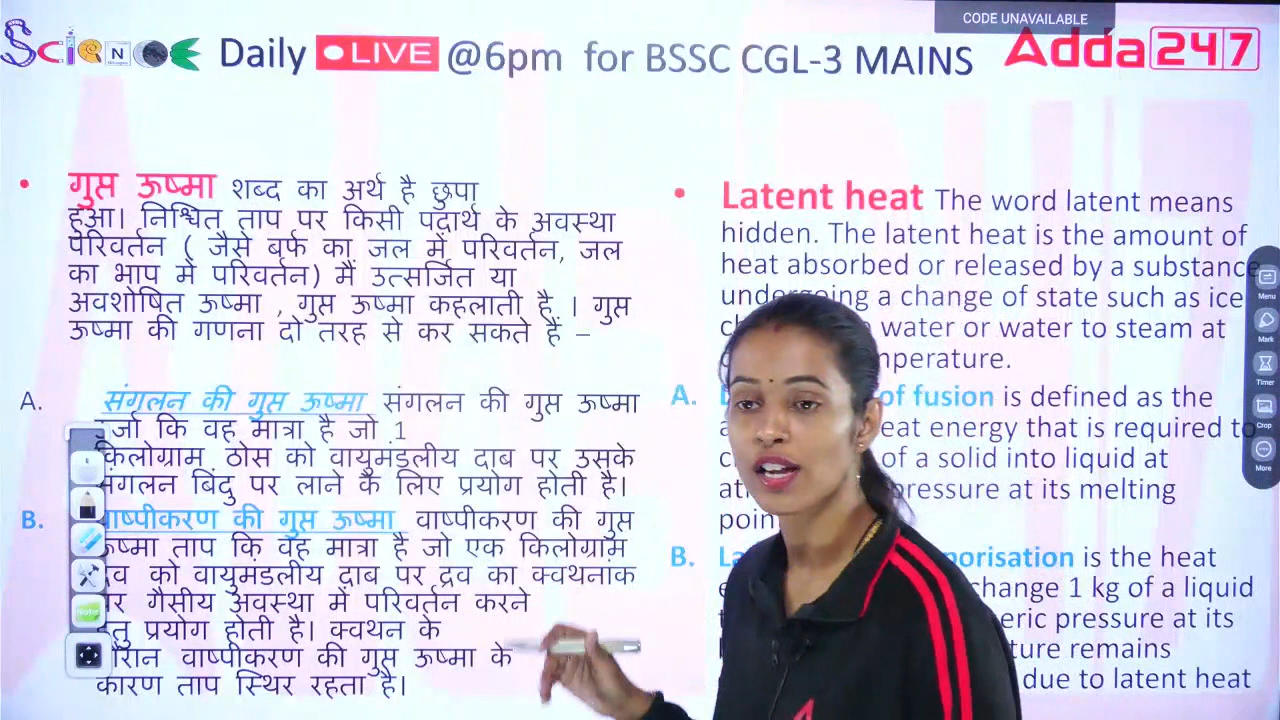 CODE UNAVAILABLE
SCIENCE Daily LIVE @6pm for BSSC CGL-3 MAINS
Adda 247
• गुप्त ऊष्मा शब्द का अर्थ है छुपा
हुआ। निश्चित ताप पर किसी पदार्थ के अवस्था
परिवर्तन ( जैसे बर्फ का जल में परिवर्तन, जल
का भाप में परिवर्तन) में उत्सर्जित या
अवशोषित ऊष्मा , गुप्त ऊष्मा कहलाती है । गुप्त
ऊष्मा की गणना दो तरह से कर सकते हैं –
A. संगलन की गुप्त ऊष्मा संगलन की गुप्त ऊष्मा
उर्जा कि वह मात्रा है जो 1
किलोग्राम ठोस को वायुमंडलीय दाब पर उसके
संगलन बिंदु पर लाने के लिए प्रयोग होती है।
B. वाष्पीकरण की गुप्त ऊष्मा वाष्पीकरण की गुप्त
ऊष्मा ताप कि वह मात्रा है जो एक किलोग्राम
द्रव को वायुमंडलीय दाब पर द्रव का क्वथनांक
पर गैसीय अवस्था में परिवर्तन करने
हेतु प्रयोग होती है। क्वथन के
दौरान वाष्पीकरण की गुप्त ऊष्मा के
कारण ताप स्थिर रहता है।
• Latent heat The word latent means
hidden. The latent heat is the amount of
heat absorbed or released by a substance
undergoing a change of state such as ice
water or water to steam at
temperature.
A. of fusion is defined as the
heat energy that is required to
of a solid into liquid at
pressure at its melting
B. vaporisation is the heat
change 1 kg of a liquid
at its
remains
due to latent heat
Menu
Mark
Timer
Crop
More
Note